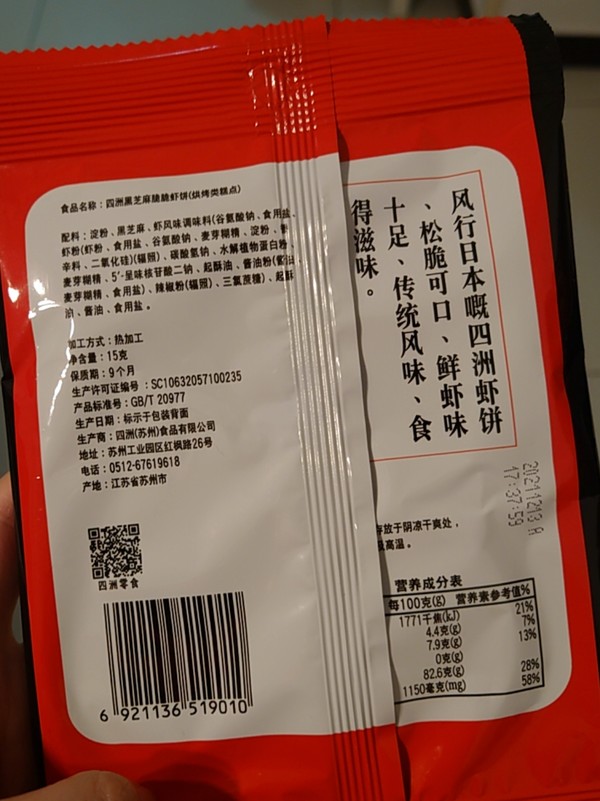 食品名称：四洲黑芝麻脆脆虾饼(烘烤类糕点)
配料：淀粉、黑芝麻、虾风味调味料(谷氨酸钠、食用盐、
虾粉(虾粉、食用盐、谷氨酸钠、麦芽糊精、淀粉、
辛料、二氧化硅)(辐照)、碳酸氢钠、水解植物蛋白粉、
麦芽糊精、5'-呈味核苷酸二钠、起酥油、酱油粉(酱油、
麦芽糊精、食用盐)、辣椒粉(辐照)、三氯蔗糖)、起酥
油、酱油、食用盐。
加工方式：热加工
净含量：15克
保质期：9个月
生产许可证编号：SC10632057100235
产品标准号：GB/T 20977
生产日期：标示于包装背面
生产商：四洲(苏州)食品有限公司
地址：苏州工业园区红枫路26号
电话：0512-67619618
产地：江苏省苏州市
四洲零食
6 921136 519010
风行日本嘅四洲虾饼
、松脆可口、鲜虾味
十足、传统风味、食
得滋味。
20211213 A
17:37:59
存放于阴凉干爽处，
高温。
营养成分表
每100克(g) 营养素参考值%
1771千焦(kJ) 21%
4.4克(g) 7%
7.9克(g) 13%
0克(g)
82.6克(g) 28%
1150毫克(mg) 58%